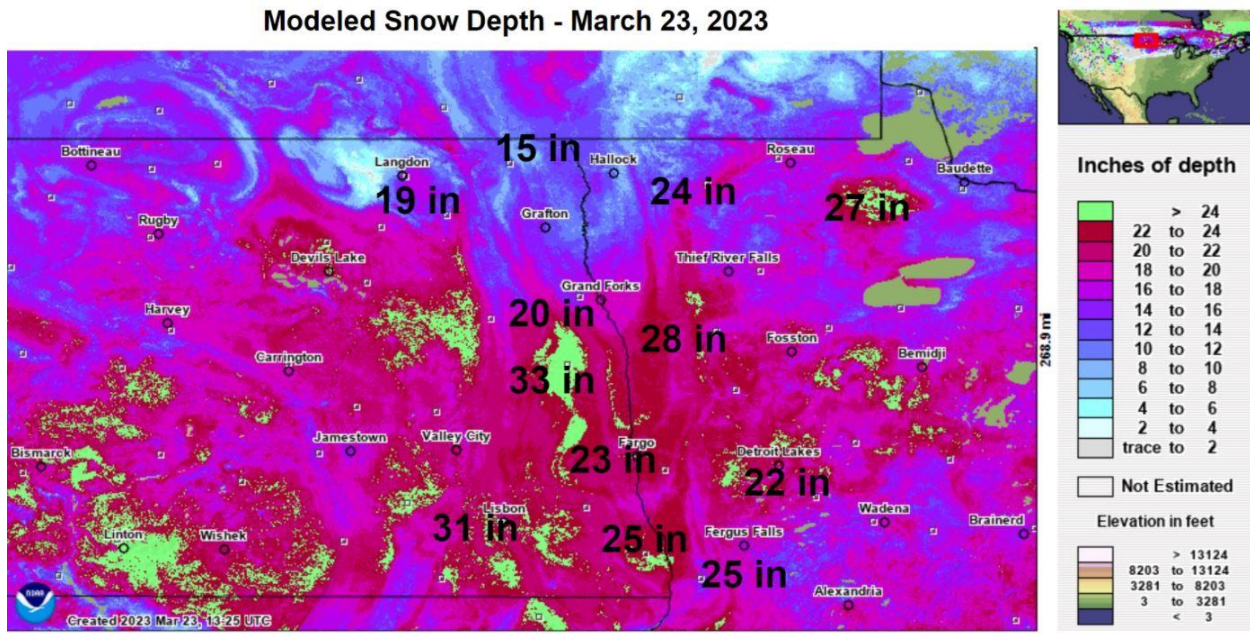 Modeled Snow Depth - March 23, 2023
Bottineau
Langdon
15 in
Hallock
Roseau
Baudette
19 in
24 in
27 in
Rugby
Grafton
Devils Lake
Thief River Falls
Grand Forks
Harvey
20 in
28 in
Fosston
Bemidji
Carrington
33 in
Jamestown
Valley City
Fargo
Bismarck
23 in
Detroit Lakes
22 in
Lisbon
31 in
Wadena
Brainerd
Linton
Wishek
25 in
Fergus Falls
25 in
Alexandria
NOAA
Created 2023 Mar 23, 13:25 UTC
268.9 mi
Inches of depth
> 24
22 to 24
20 to 22
18 to 20
16 to 18
14 to 16
12 to 14
10 to 12
8 to 10
6 to 8
4 to 6
2 to 4
trace to 2
Not Estimated
Elevation in feet
> 13124
8203 to 13124
3281 to 8203
3 to 3281
< 3